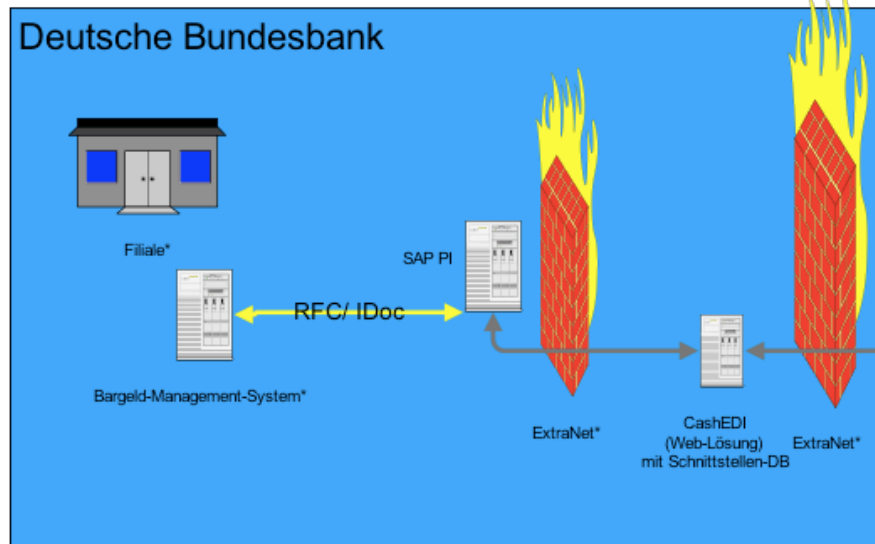 Deutsche Bundesbank
Filiale*
SAP PI
RFC/ IDoc
Bargeld-Management-System*
ExtraNet*
CashEDI
(Web-Lösung)
mit Schnittstellen-DB
ExtraNet*